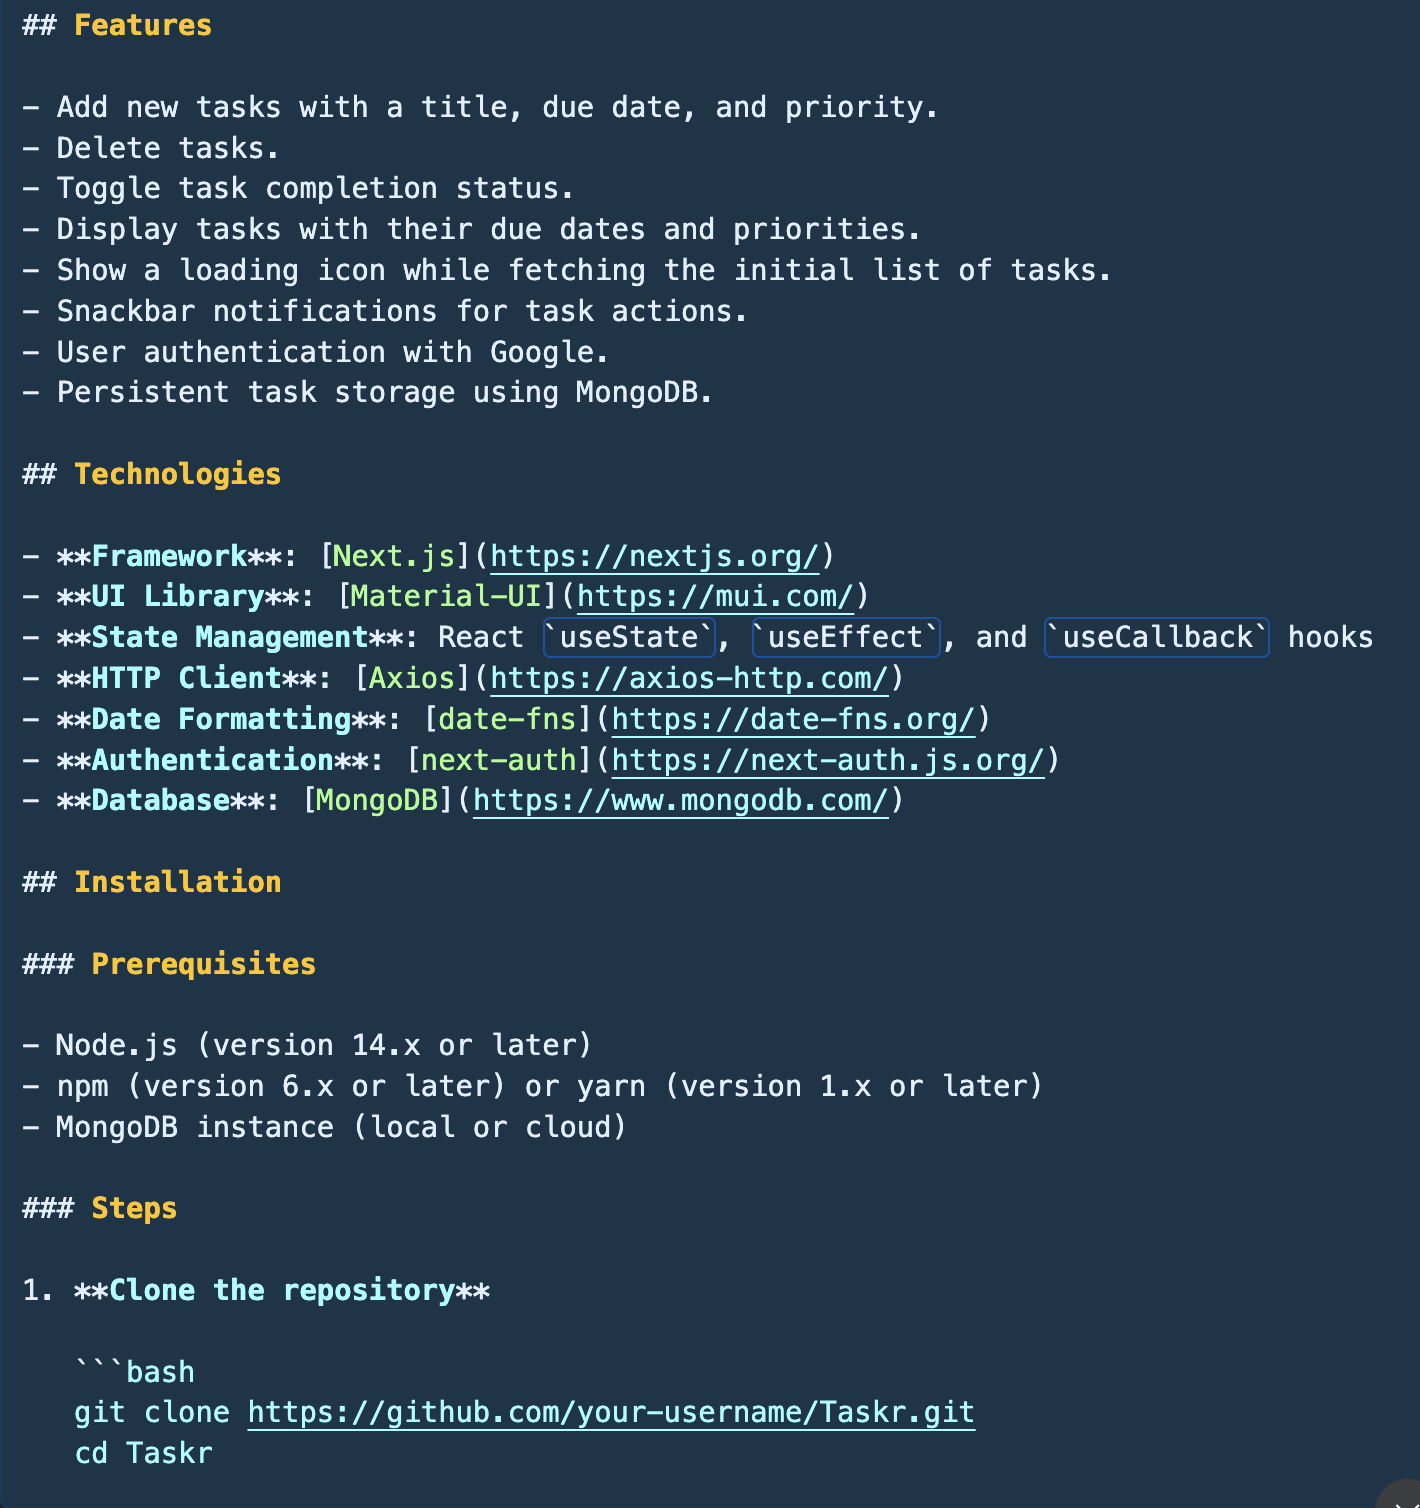 ## Features
- Add new tasks with a title, due date, and priority.
- Delete tasks.
- Toggle task completion status.
- Display tasks with their due dates and priorities.
- Show a loading icon while fetching the initial list of tasks.
- Snackbar notifications for task actions.
- User authentication with Google.
- Persistent task storage using MongoDB.
## Technologies
- **Framework**: [Next.js](https://nextjs.org/)
- **UI Library**: [Material-UI](https://mui.com/)
- **State Management**: React `useState`, `useEffect`, and `useCallback` hooks
- **HTTP Client**: [Axios](https://axios-http.com/)
- **Date Formatting**: [date-fns](https://date-fns.org/)
- **Authentication**: [next-auth](https://next-auth.js.org/)
- **Database**: [MongoDB](https://www.mongodb.com/)
## Installation
### Prerequisites
- Node.js (version 14.x or later)
- npm (version 6.x or later) or yarn (version 1.x or later)
- MongoDB instance (local or cloud)
### Steps
1. **Clone the repository**
```bash
git clone https://github.com/your-username/Taskr.git
cd Taskr